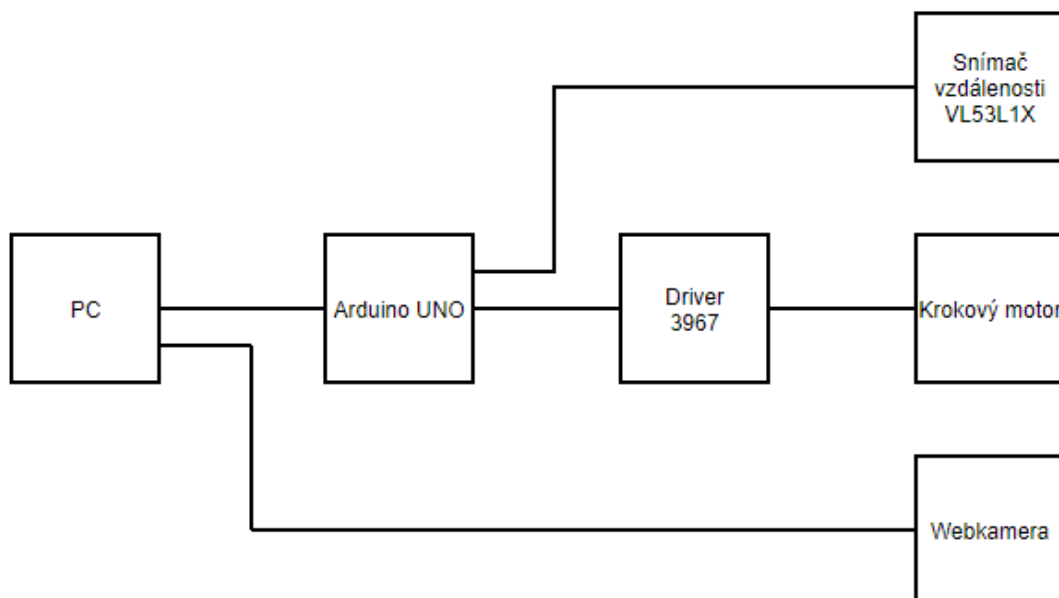 Snímač
vzdálenosti
VL53L1X
PC
Arduino UNO
Driver
3967
Krokový motor
Webkamera